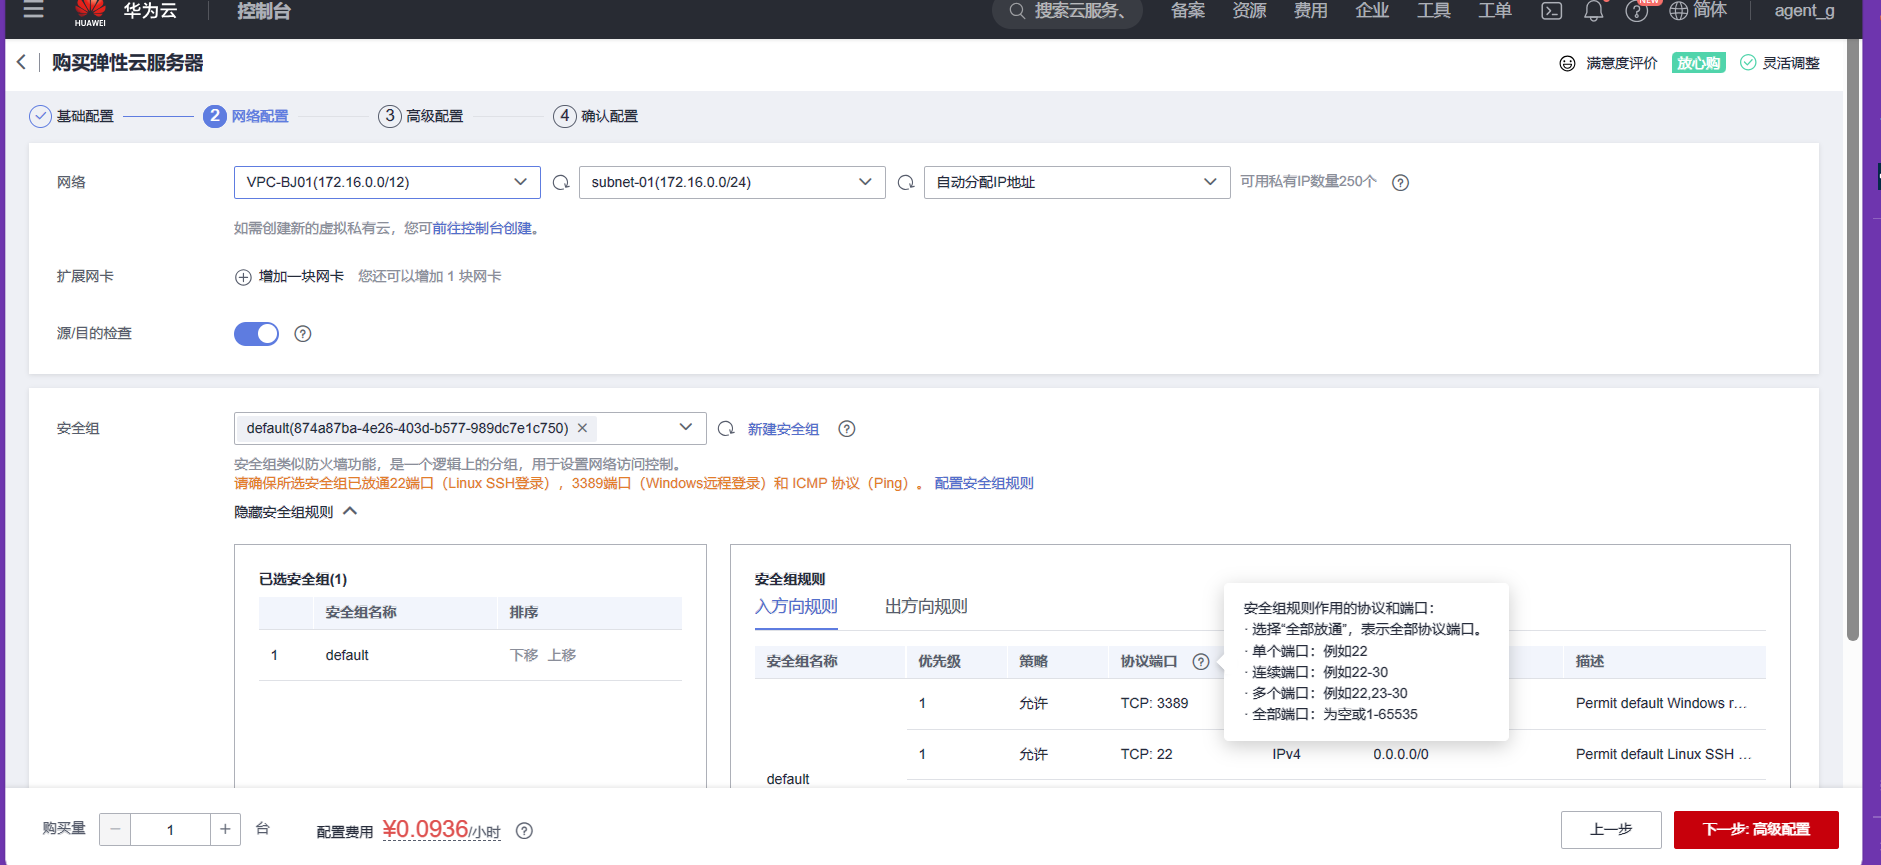 HUAWEI
华为云
控制台
搜索云服务、
备案
资源
费用
企业
工具
工单
NEW
简体
agent_g
购买弹性云服务器
满意度评价
放心购
灵活调整
基础配置
2 网络配置
3 高级配置
4 确认配置
网络
VPC-BJ01(172.16.0.0/12)
subnet-01(172.16.0.0/24)
自动分配IP地址
可用私有IP数量250个
如需创建新的虚拟私有云，您可前往控制台创建。
扩展网卡
增加一块网卡 您还可以增加 1 块网卡
源/目的检查
安全组
default(874a87ba-4e26-403d-b577-989dc7e1c750)
新建安全组
安全组类似防火墙功能，是一个逻辑上的分组，用于设置网络访问控制。
请确保所选安全组已放通22端口（Linux SSH登录），3389端口（Windows远程登录）和 ICMP 协议（Ping）。 配置安全组规则
隐藏安全组规则
已选安全组(1)
安全组名称 排序
1 default 下移 上移
安全组规则
入方向规则 出方向规则
安全组名称 优先级 策略 协议端口 描述
1 允许 TCP: 3389 Permit default Windows r...
1 允许 TCP: 22 IPv4 0.0.0.0/0 Permit default Linux SSH ...
default
安全组规则作用的协议和端口：
· 选择“全部放通”，表示全部协议端口。
· 单个端口：例如22
· 连续端口：例如22-30
· 多个端口：例如22,23-30
· 全部端口：为空或1-65535
购买量
1
台
配置费用 ¥0.0936/小时
上一步
下一步: 高级配置